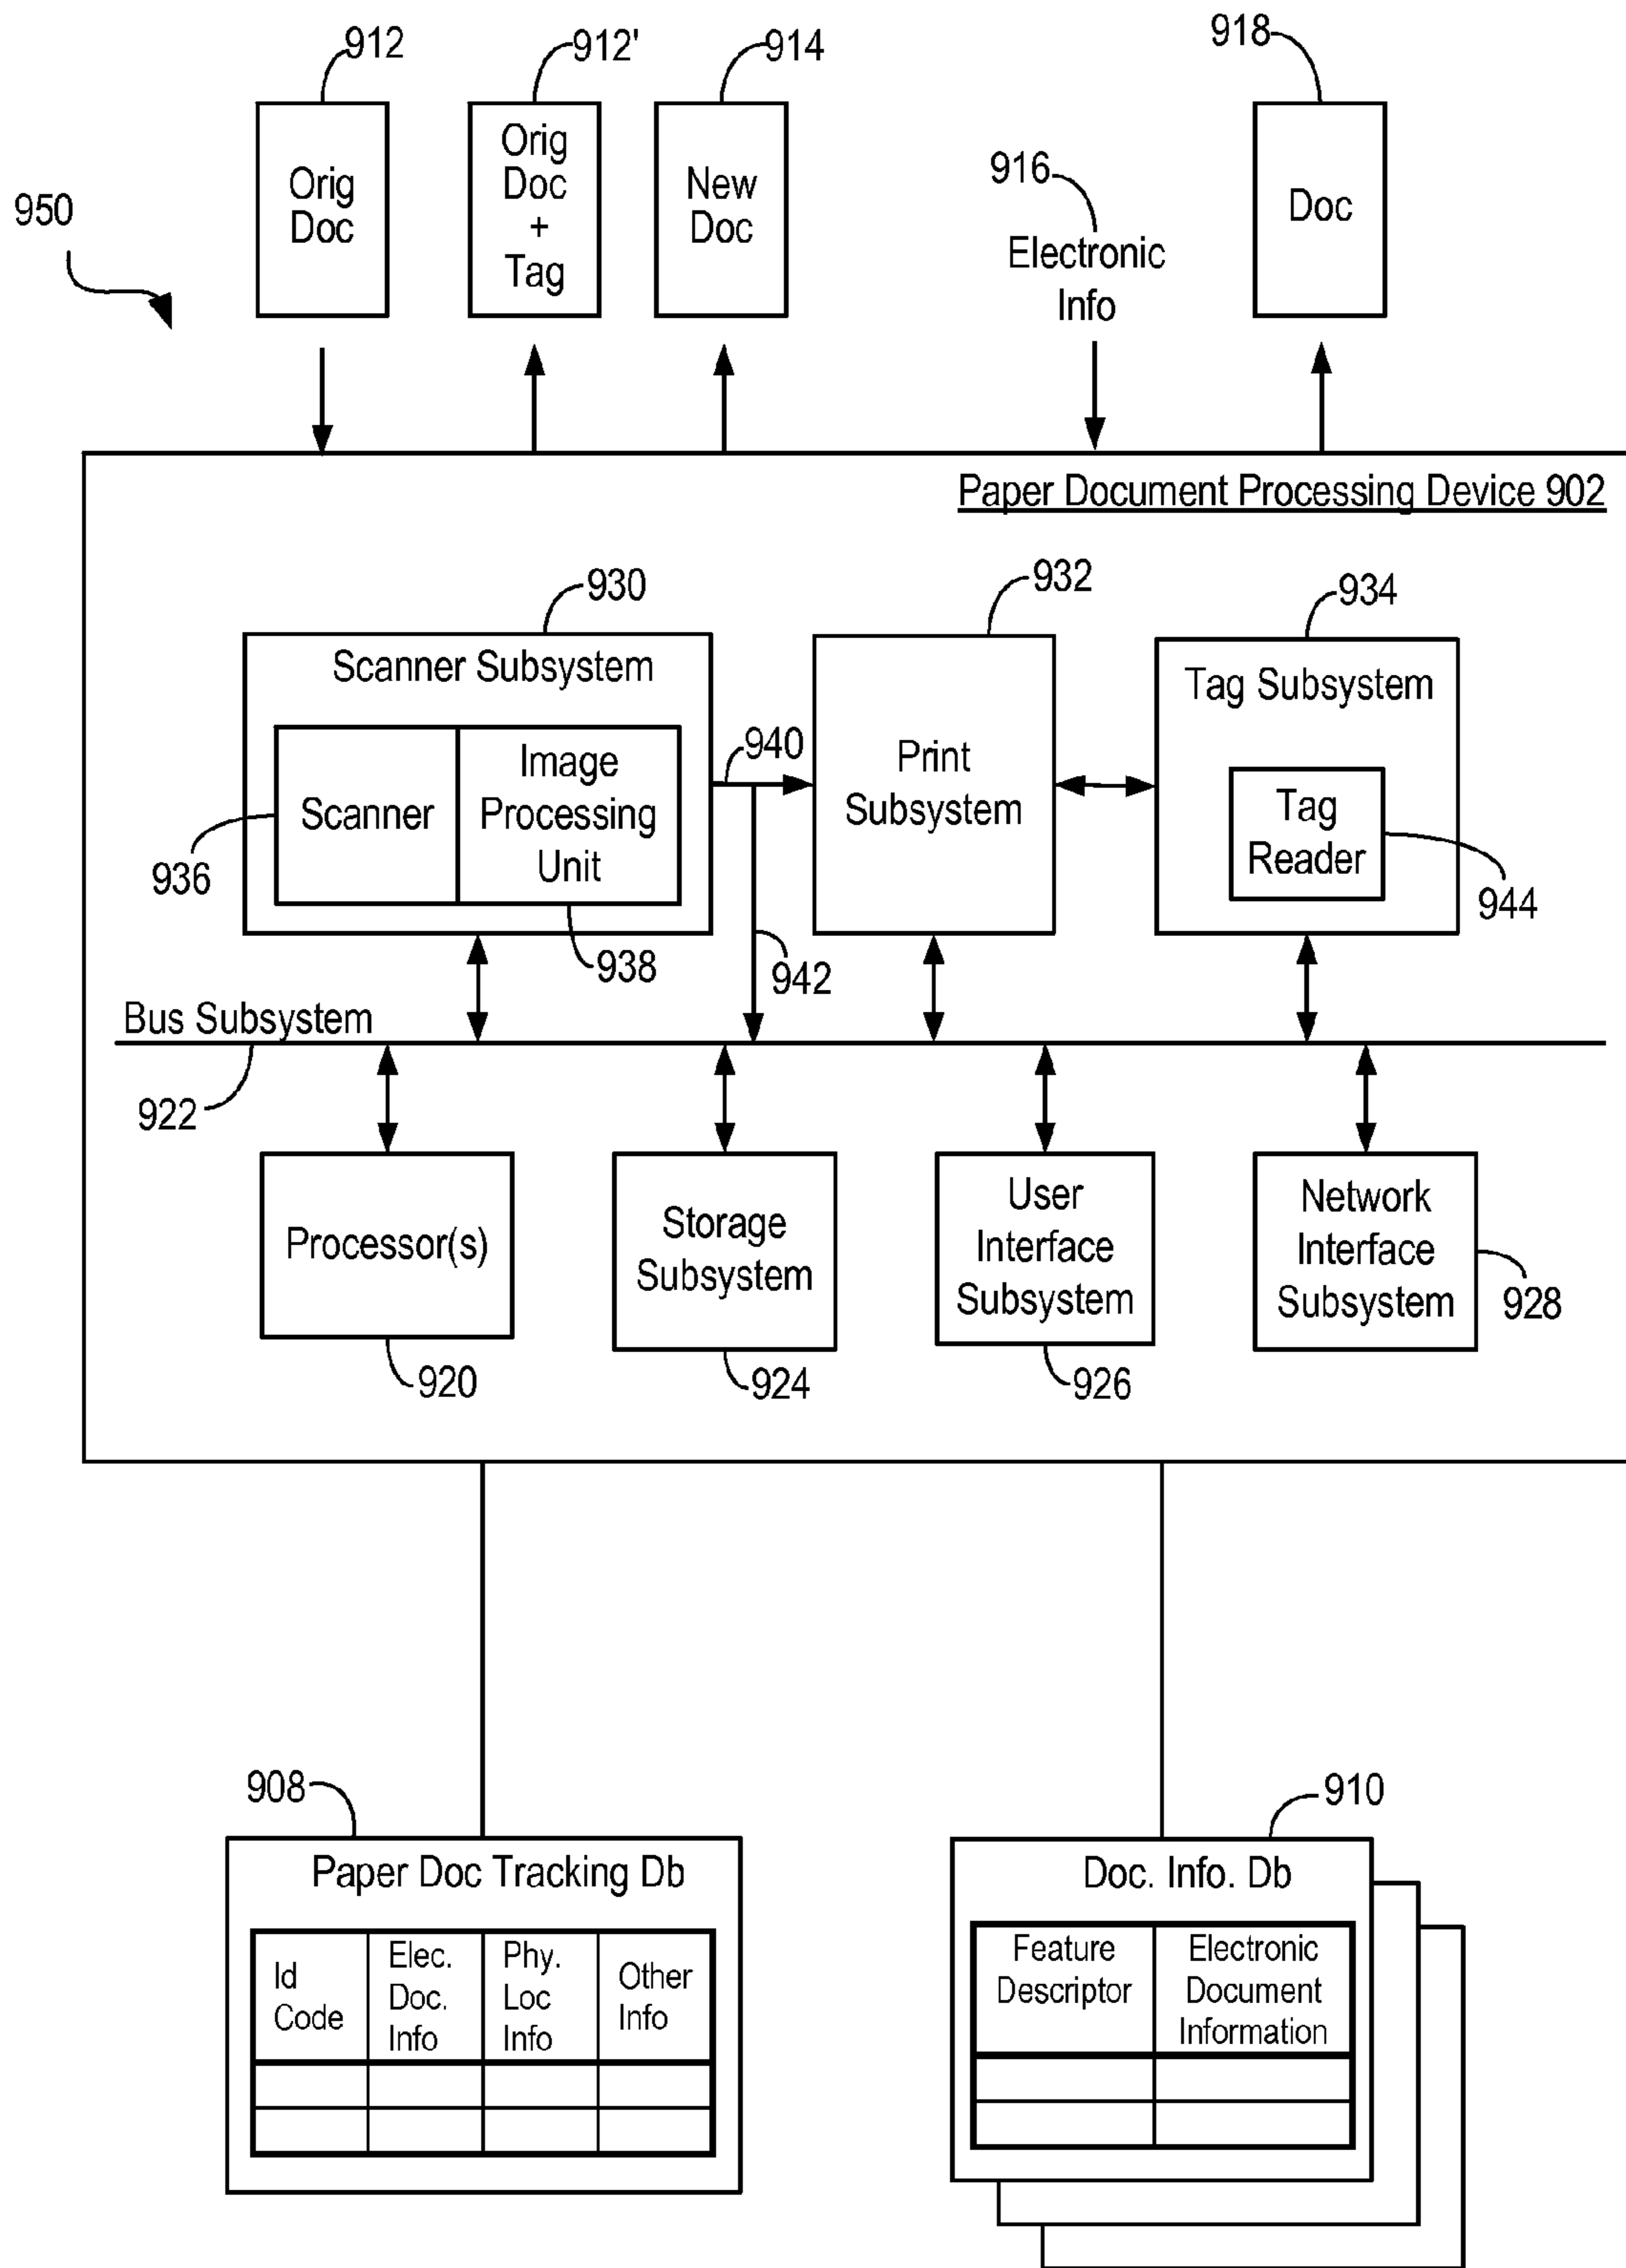 912
912'
914
918
Orig
Doc
Orig
Doc
+
Tag
New
Doc
916
Electronic
Info
Doc
950
Paper Document Processing Device 902
930
932
934
Scanner Subsystem
Scanner
Image
Processing
Unit
936
938
940
942
Print
Subsystem
Tag Subsystem
Tag
Reader
944
Bus Subsystem
922
Processor(s)
920
Storage
Subsystem
924
User
Interface
Subsystem
926
Network
Interface
Subsystem
928
908
Paper Doc Tracking Db
Id
Code
Elec.
Doc.
Info
Phy.
Loc
Info
Other
Info
910
Doc. Info. Db
Feature
Descriptor
Electronic
Document
Information